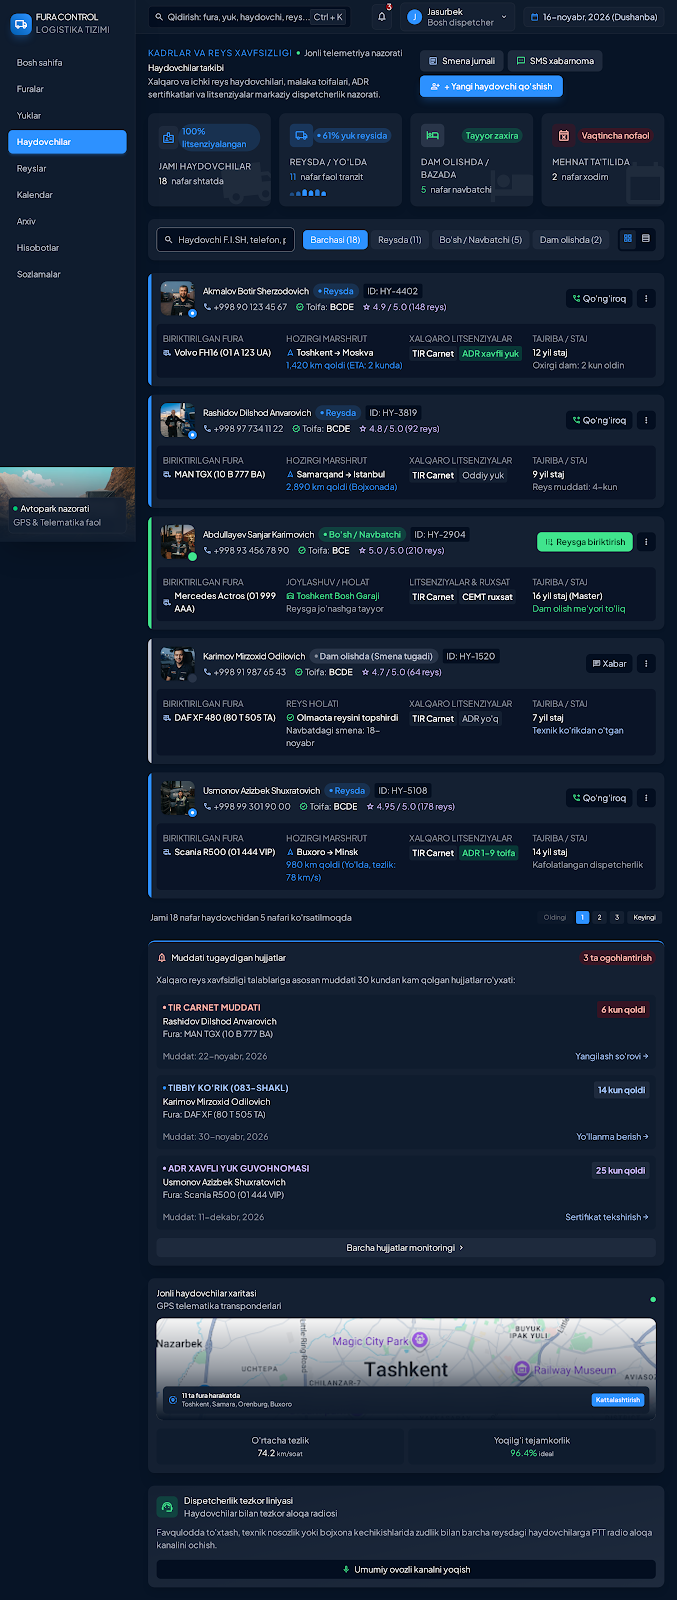 FURA CONTROL
LOGISTIKA TIZIMI
Bosh sahifa
Furalar
Yuklar
Haydovchilar
Reyslar
Kalendar
Arxiv
Hisobotlar
Sozlamalar
Avtopark nazorati
GPS & Telematika faol
Qidirish: fura, yuk, haydovchi, reys... Ctrl + K
3
J
Jasurbek
Bosh dispetcher
16-noyabr, 2026 (Dushanba)
KADRLAR VA REYS XAVFSIZLIGI • Jonli telemetriya nazorati
Haydovchilar tarkibi
Xalqaro va ichki reys haydovchilari, malaka toifalari, ADR
sertifikatlari va litsenziyalar markaziy dispetcherlik nazorati.
Smena jurnali
SMS xabarnoma
+ Yangi haydovchi qo'shish
100%
litsenziyalangan
JAMI HAYDOVCHILAR
18 nafar shtatda
61% yuk reysida
REYSDA / YO'LDA
11 nafar faol tranzit
Tayyor zaxira
DAM OLISHDA /
BAZADA
5 nafar navbatchi
Vaqtincha nofaol
MEHNAT TA'TILIDA
2 nafar xodim
Haydovchi F.I.SH, telefon, p
Barchasi (18)
Reysda (11)
Bo'sh / Navbatchi (5)
Dam olishda (2)
Akmalov Botir Sherzodovich • Reysda ID: HY-4402
+998 90 123 45 67 Toifa: BCDE 4.9 / 5.0 (148 reys)
Qo'ng'iroq
BIRIKTIRILGAN FURA
Volvo FH16 (01 A 123 UA)
HOZIRGI MARSHRUT
Toshkent → Moskva
1,420 km qoldi (ETA: 2 kunda)
XALQARO LITSENZIYALAR
TIR Carnet ADR xavfli yuk
TAJRIBA / STAJ
12 yil staj
Oxirgi dam: 2 kun oldin
Rashidov Dilshod Anvarovich • Reysda ID: HY-3819
+998 97 734 11 22 Toifa: BCDE 4.8 / 5.0 (92 reys)
Qo'ng'iroq
BIRIKTIRILGAN FURA
MAN TGX (10 B 777 BA)
HOZIRGI MARSHRUT
Samarqand → Istanbul
2,890 km qoldi (Bojxonada)
XALQARO LITSENZIYALAR
TIR Carnet Oddiy yuk
TAJRIBA / STAJ
9 yil staj
Reys muddati: 4-kun
Abdullayev Sanjar Karimovich • Bo'sh / Navbatchi ID: HY-2904
+998 93 456 78 90 Toifa: BCE 5.0 / 5.0 (210 reys)
Reysga biriktirish
BIRIKTIRILGAN FURA
Mercedes Actros (01 999
AAA)
JOYLASHUV / HOLAT
Toshkent Bosh Garaji
Reysga jo'nashga tayyor
LITSENZIYALAR & RUXSAT
TIR Carnet CEMT ruxsat
TAJRIBA / STAJ
16 yil staj (Master)
Dam olish me'yori to'liq
Karimov Mirzoxid Odilovich • Dam olishda (Smena tugadi) ID: HY-1520
+998 91 987 65 43 Toifa: BCDE 4.7 / 5.0 (64 reys)
Xabar
BIRIKTIRILGAN FURA
DAF XF 480 (80 T 505 TA)
REYS HOLATI
Olmaota reysini topshirdi
Navbatdagi smena: 18-
noyabr
XALQARO LITSENZIYALAR
TIR Carnet ADR yo'q
TAJRIBA / STAJ
7 yil staj
Texnik ko'rikdan o'tgan
Usmonov Azizbek Shuxratovich • Reysda ID: HY-5108
+998 99 301 90 00 Toifa: BCDE 4.95 / 5.0 (178 reys)
Qo'ng'iroq
BIRIKTIRILGAN FURA
Scania R500 (01 444 VIP)
HOZIRGI MARSHRUT
Buxoro → Minsk
980 km qoldi (Yo'lda, tezlik:
78 km/s)
XALQARO LITSENZIYALAR
TIR Carnet ADR 1-9 toifa
TAJRIBA / STAJ
14 yil staj
Kafolatlangan dispetcherlik
Jami 18 nafar haydovchidan 5 nafari ko'rsatilmoqda
Oldingi 1 2 3 Keyingi
Muddati tugaydigan hujjatlar
3 ta ogohlantirish
Xalqaro reys xavfsizligi talablariga asosan muddati 30 kundan kam qolgan hujjatlar ro'yxati:
• TIR CARNET MUDDATI
6 kun qoldi
Rashidov Dilshod Anvarovich
Fura: MAN TGX (10 B 777 BA)
Muddat: 22-noyabr, 2026
Yangilash so'rovi →
• TIBBIY KO'RIK (083-SHAKL)
14 kun qoldi
Karimov Mirzoxid Odilovich
Fura: DAF XF (80 T 505 TA)
Muddat: 30-noyabr, 2026
Yo'llanma berish →
• ADR XAVFLI YUK GUVOHNOMASI
25 kun qoldi
Usmonov Azizbek Shuxratovich
Fura: Scania R500 (01 444 VIP)
Muddat: 11-dekabr, 2026
Sertifikat tekshirish →
Barcha hujjatlar monitoringi ›
Jonli haydovchilar xaritasi
GPS telematika transponderlari
Nazarbek
UCHTEPA
Little Ring Road
Magic City Park
CHILANZAR-7
Tashkent
BUYUK
IPAK YULI
Railway Museum
AVIASOZ
11 ta fura harakatda
Toshkent, Samara, Orenburg, Buxoro
Kattalashtirish
O'rtacha tezlik
74.2 km/soat
Yoqilg'i tejamkorlik
96.4% ideal
Dispetcherlik tezkor liniyasi
Haydovchilar bilan tezkor aloqa radiosi
Favqulodda to'xtash, texnik nosozlik yoki bojxona kechikishlarida zudlik bilan barcha reysdagi haydovchilarga PTT radio aloqa
kanalini oching.
Umumiy ovozli kanalni yoqish